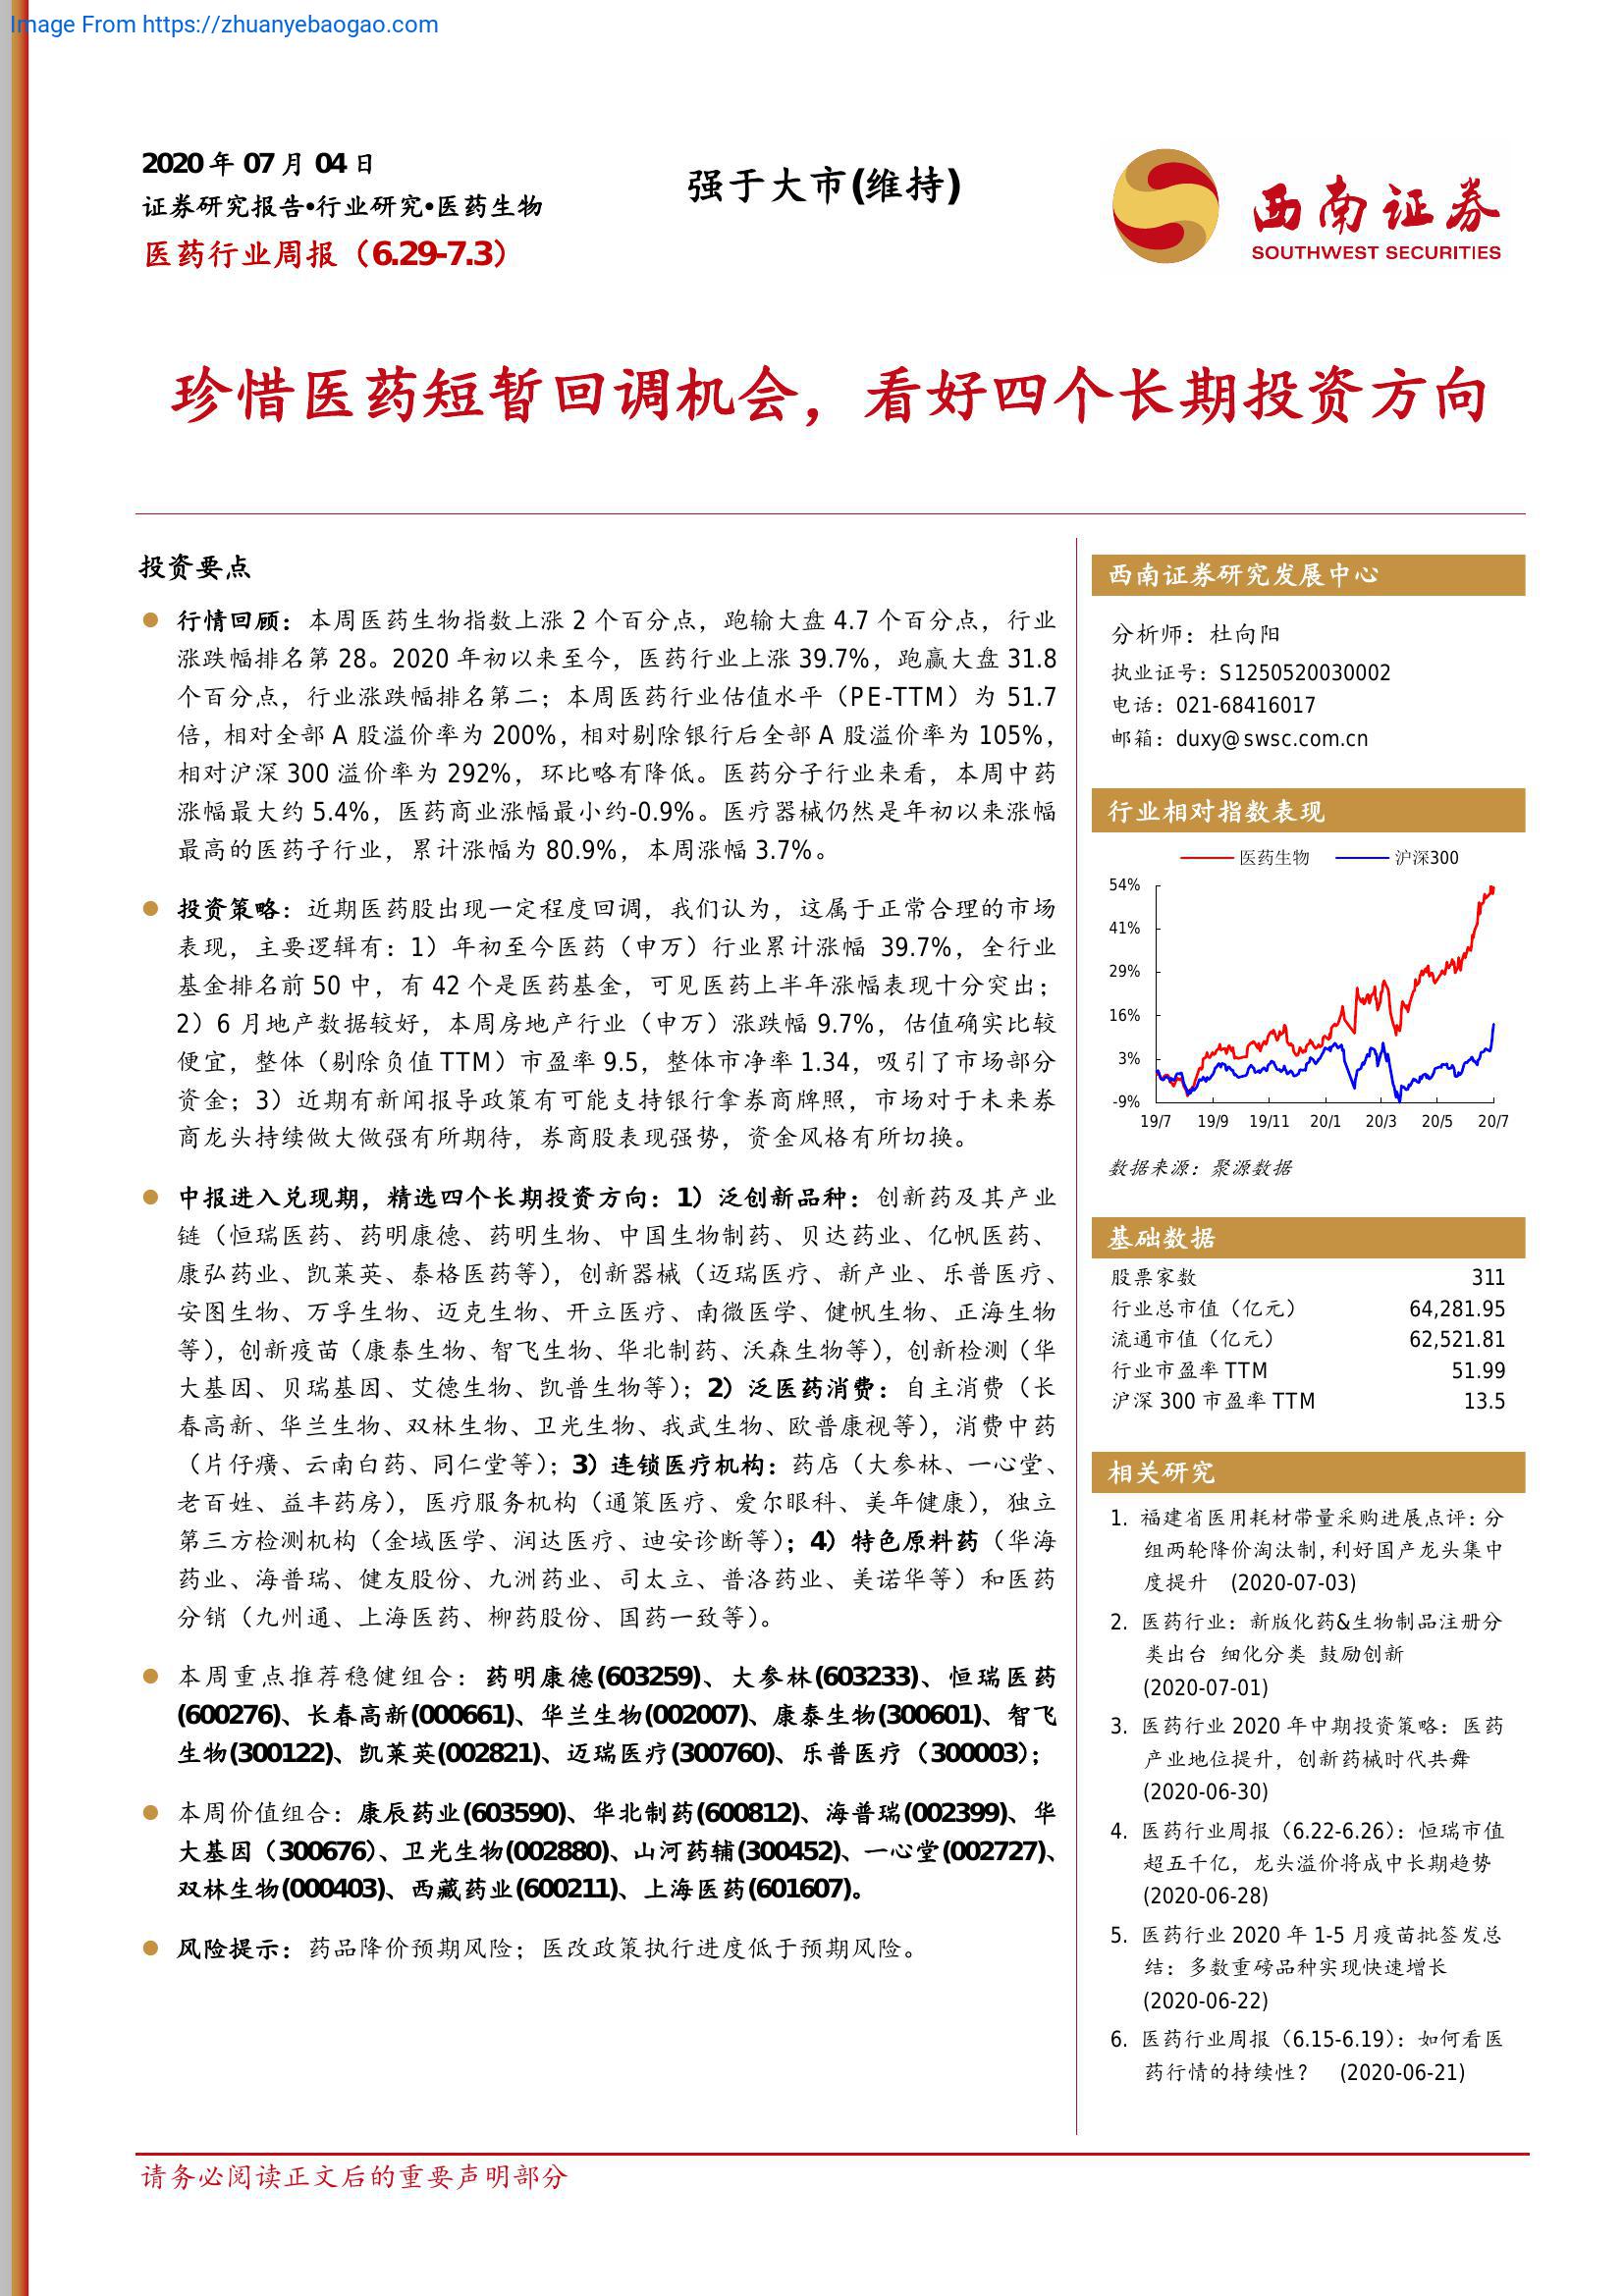 Image From https://zhuanyebaogao.com
2020 年 07 月 04 日
证券研究报告•行业研究•医药生物
医药行业周报（6.29-7.3）
强于大市(维持)
西南证券
SOUTHWEST SECURITIES
珍惜医药短暂回调机会，看好四个长期投资方向
投资要点
行情回顾：本周医药生物指数上涨 2 个百分点，跑输大盘 4.7 个百分点，行业
涨跌幅排名第 28。2020 年初以来至今，医药行业上涨 39.7%，跑赢大盘 31.8
个百分点，行业涨跌幅排名第二；本周医药行业估值水平（PE-TTM）为 51.7
倍，相对全部 A 股溢价率为 200%，相对剔除银行后全部 A 股溢价率为 105%，
相对沪深 300 溢价率为 292%，环比略有降低。医药分子行业来看，本周中药
涨幅最大约 5.4%，医药商业涨幅最小约-0.9%。医疗器械仍然是年初以来涨幅
最高的医药子行业，累计涨幅为 80.9%，本周涨幅 3.7%。
投资策略：近期医药股出现一定程度回调，我们认为，这属于正常合理的市场
表现，主要逻辑有：1）年初至今医药（申万）行业累计涨幅 39.7%，全行业
基金排名前 50 中，有 42 个是医药基金，可见医药上半年涨幅表现十分突出；
2）6 月地产数据较好，本周房地产行业（申万）涨跌幅 9.7%，估值确实比较
便宜，整体（剔除负值 TTM）市盈率 9.5，整体市净率 1.34，吸引了市场部分
资金；3）近期有新闻报导政策有可能支持银行拿券商牌照，市场对于未来券
商龙头持续做大做强有所期待，券商股表现强势，资金风格有所切换。
中报进入兑现期，精选四个长期投资方向：1）泛创新品种：创新药及其产业
链（恒瑞医药、药明康德、药明生物、中国生物制药、贝达药业、亿帆医药、
康弘药业、凯莱英、泰格医药等），创新器械（迈瑞医疗、新产业、乐普医疗、
安图生物、万孚生物、迈克生物、开立医疗、南微医学、健帆生物、正海生物
等），创新疫苗（康泰生物、智飞生物、华北制药、沃森生物等），创新检测（华
大基因、贝瑞基因、艾德生物、凯普生物等）；2）泛医药消费：自主消费（长
春高新、华兰生物、双林生物、卫光生物、我武生物、欧普康视等），消费中药
（片仔癀、云南白药、同仁堂等）；3）连锁医疗机构：药店（大参林、一心堂、
老百姓、益丰药房），医疗服务机构（通策医疗、爱尔眼科、美年健康），独立
第三方检测机构（金域医学、润达医疗、迪安诊断等）；4）特色原料药（华海
药业、海普瑞、健友股份、九洲药业、司太立、普洛药业、美诺华等）和医药
分销（九州通、上海医药、柳药股份、国药一致等）。
本周重点推荐稳健组合：药明康德(603259)、大参林(603233)、恒瑞医药
(600276)、长春高新(000661)、华兰生物(002007)、康泰生物(300601)、智飞
生物(300122)、凯莱英(002821)、迈瑞医疗(300760)、乐普医疗（300003）；
本周价值组合：康辰药业(603590)、华北制药(600812)、海普瑞(002399)、华
大基因（300676）、卫光生物(002880)、山河药辅(300452)、一心堂(002727)、
双林生物(000403)、西藏药业(600211)、上海医药(601607)。
风险提示：药品降价预期风险；医改政策执行进度低于预期风险。
西南证券研究发展中心
分析师：杜向阳
执业证号：S1250520030002
电话：021-68416017
邮箱：duxy@swsc.com.cn
行业相对指数表现
医药生物 沪深300
54%
41%
29%
16%
3%
-9%
19/7 19/9 19/11 20/1 20/3 20/5 20/7
数据来源：聚源数据
基础数据
股票家数 311
行业总市值（亿元） 64,281.95
流通市值（亿元） 62,521.81
行业市盈率 TTM 51.99
沪深 300 市盈率 TTM 13.5
相关研究
1. 福建省医用耗材带量采购进展点评：分
组两轮降价淘汰制，利好国产龙头集中
度提升 (2020-07-03)
2. 医药行业：新版化药&生物制品注册分
类出台 细化分类 鼓励创新
(2020-07-01)
3. 医药行业 2020 年中期投资策略：医药
产业地位提升，创新药械时代共舞
(2020-06-30)
4. 医药行业周报（6.22-6.26）：恒瑞市值
超五千亿，龙头溢价将成中长期趋势
(2020-06-28)
5. 医药行业 2020 年 1-5 月疫苗批签发总
结：多数重磅品种实现快速增长
(2020-06-22)
6. 医药行业周报（6.15-6.19）：如何看医
药行情的持续性？ (2020-06-21)
请务必阅读正文后的重要声明部分